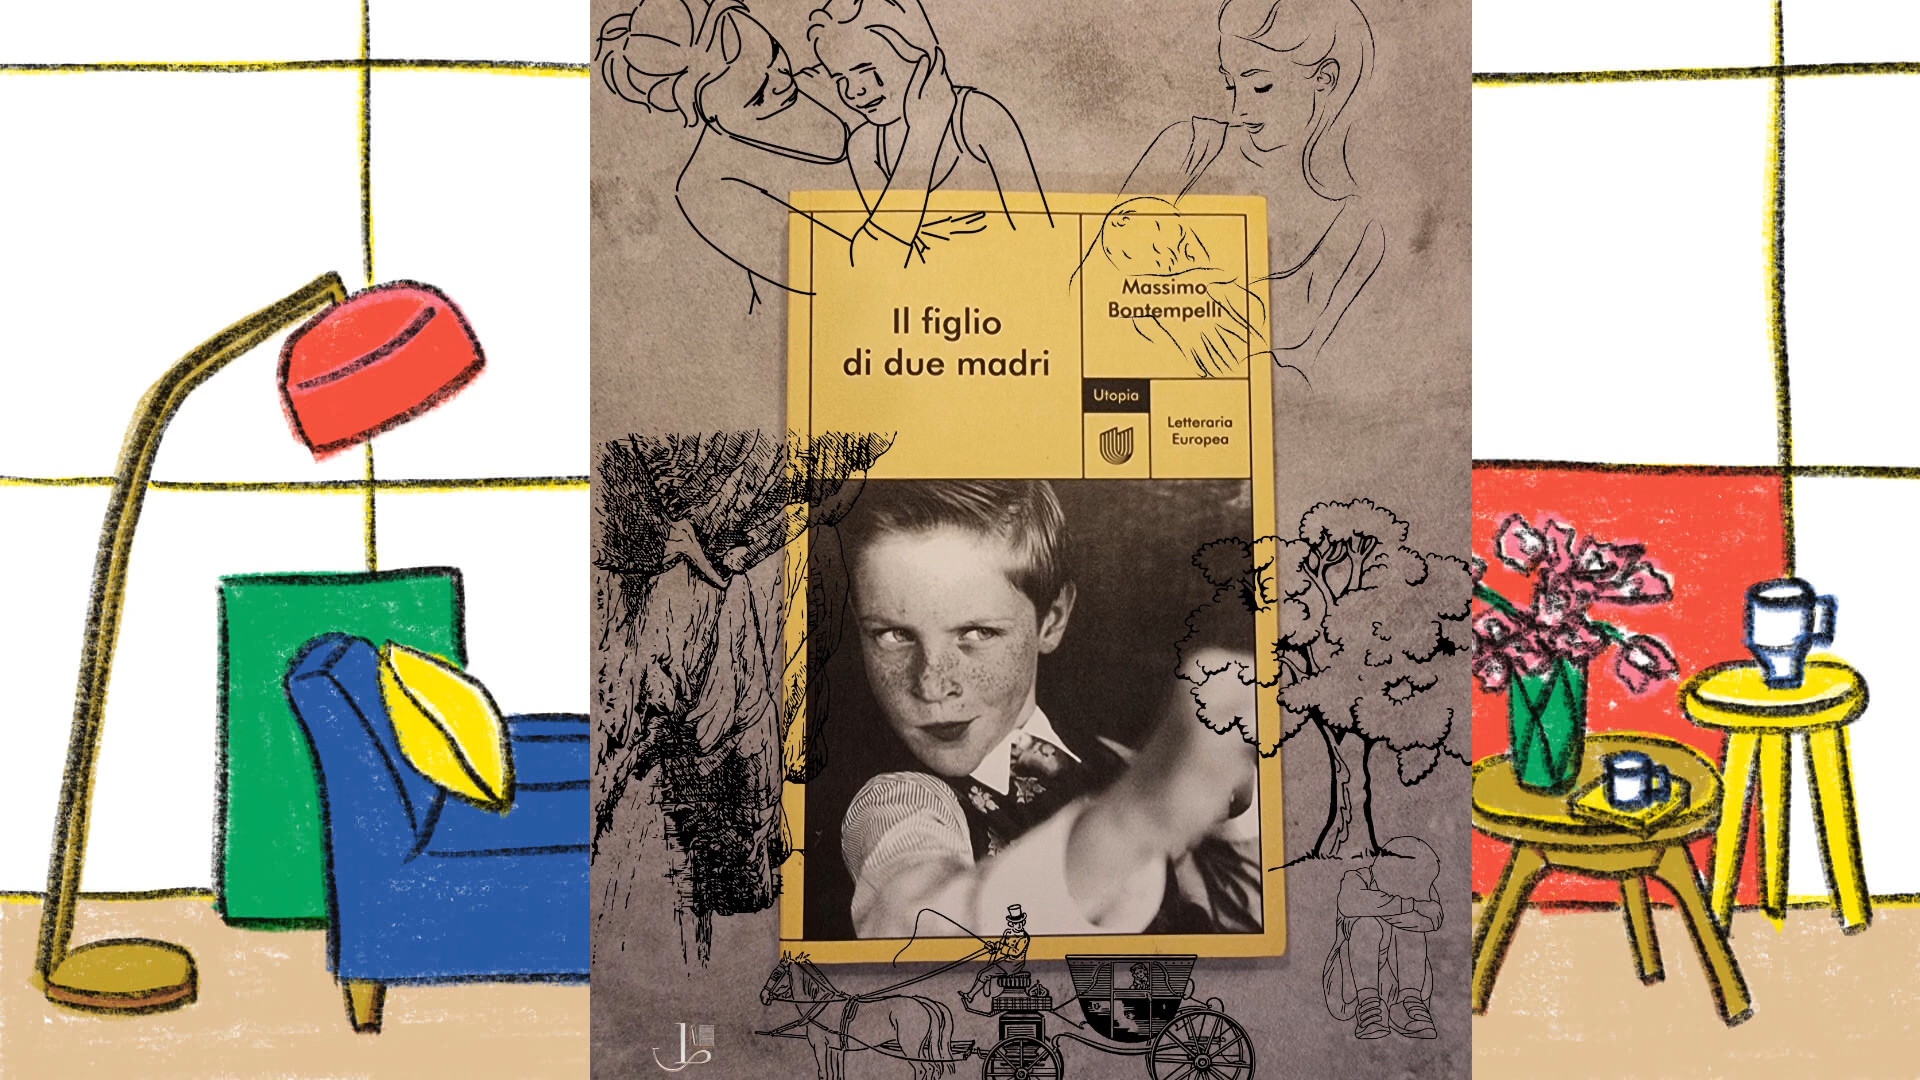 Il figlio
di due madri
Massimo
Bontempelli
Utopia
Letteraria
Europea